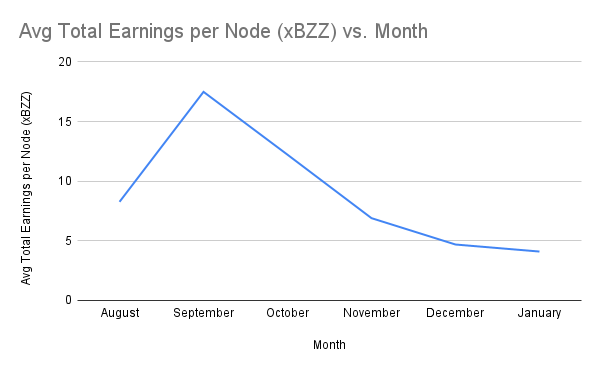 Avg Total Earnings per Node (xBZZ) vs. Month
Avg Total Earnings per Node (xBZZ)
20
15
10
5
0
August September October November December January
Month